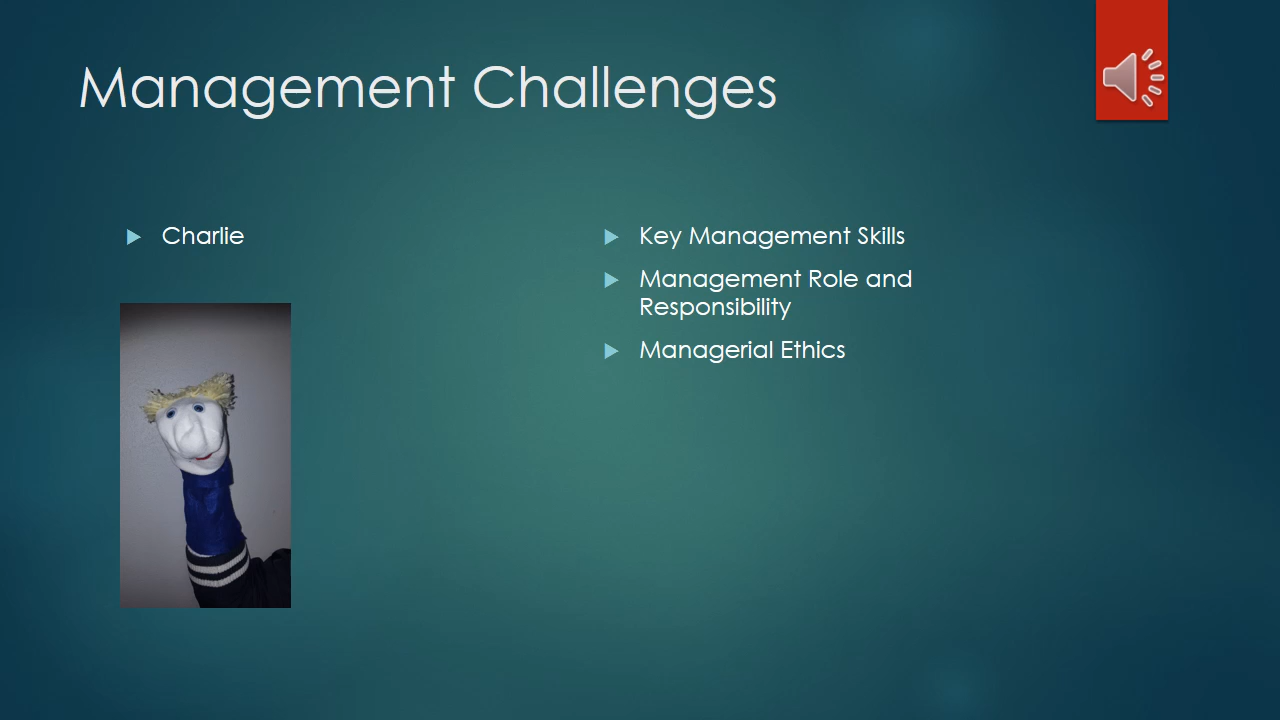 Management Challenges
Charlie
Key Management Skills
Management Role and
Responsibility
Managerial Ethics